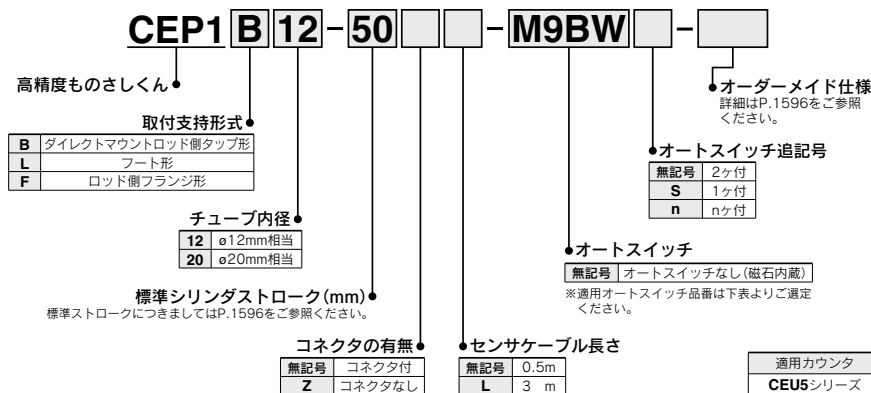 CEP1 B 12 - 50 - M9BW -
高精度ものさしくん
オーダーメイド仕様
詳細はP.1596をご参照
ください。
取付支持形式
B ダイレクトマウントロッド側タップ形
L フート形
F ロッド側フランジ形
オートスイッチ追記号
無記号 2ヶ付
S 1ヶ付
n nヶ付
チューブ内径
12 ø12mm相当
20 ø20mm相当
オートスイッチ
無記号 オートスイッチなし(磁石内蔵)
※適用オートスイッチ品番は下表よりご選定
ください。
標準シリンダストローク(mm)
標準ストロークにつきましてはP.1596をご参照ください。
コネクタの有無
無記号 コネクタ付
Z コネクタなし
センサケーブル長さ
無記号 0.5m
L 3 m
適用カウンタ
CEU5シリーズ